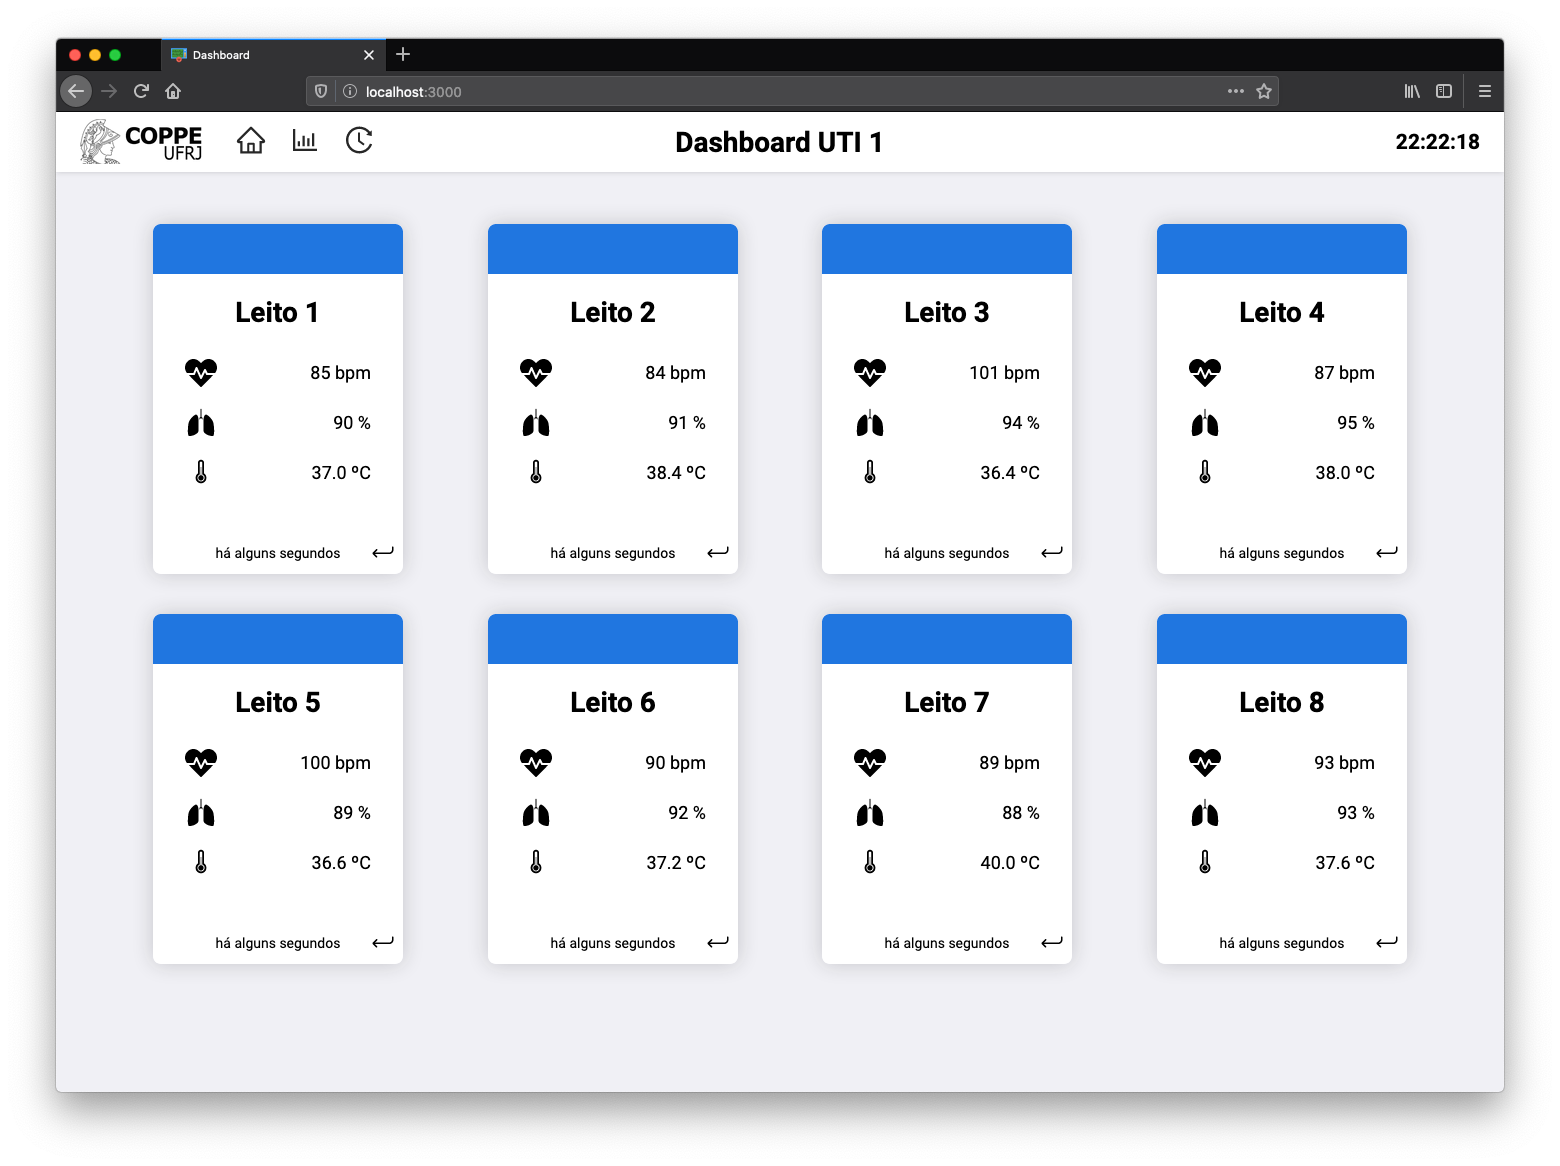 Dashboard
localhost:3000
COPPE
UFRJ
Dashboard UTI 1
22:22:18
Leito 1
85 bpm
90 %
37.0 ºC
há alguns segundos
Leito 2
84 bpm
91 %
38.4 ºC
há alguns segundos
Leito 3
101 bpm
94 %
36.4 ºC
há alguns segundos
Leito 4
87 bpm
95 %
38.0 ºC
há alguns segundos
Leito 5
100 bpm
89 %
36.6 ºC
há alguns segundos
Leito 6
90 bpm
92 %
37.2 ºC
há alguns segundos
Leito 7
89 bpm
88 %
40.0 ºC
há alguns segundos
Leito 8
93 bpm
93 %
37.6 ºC
há alguns segundos